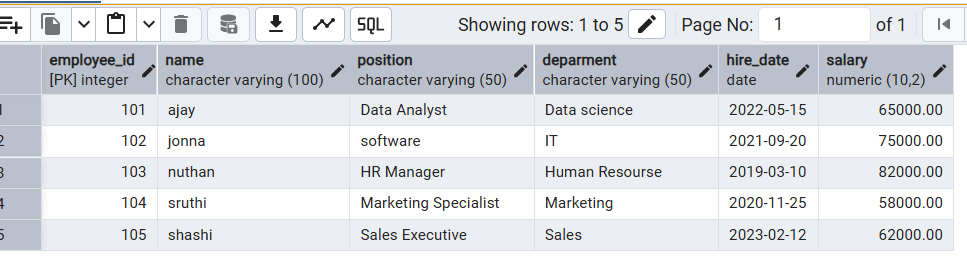 SQL Showing rows: 1 to 5 Page No: 1 of 1
employee_id name position deparment hire_date salary
[PK] integer character varying (100) character varying (50) character varying (50) date numeric (10,2)
1 101 ajay Data Analyst Data science 2022-05-15 65000.00
2 102 jonna software IT 2021-09-20 75000.00
3 103 nuthan HR Manager Human Resourse 2019-03-10 82000.00
4 104 sruthi Marketing Specialist Marketing 2020-11-25 58000.00
5 105 shashi Sales Executive Sales 2023-02-12 62000.00